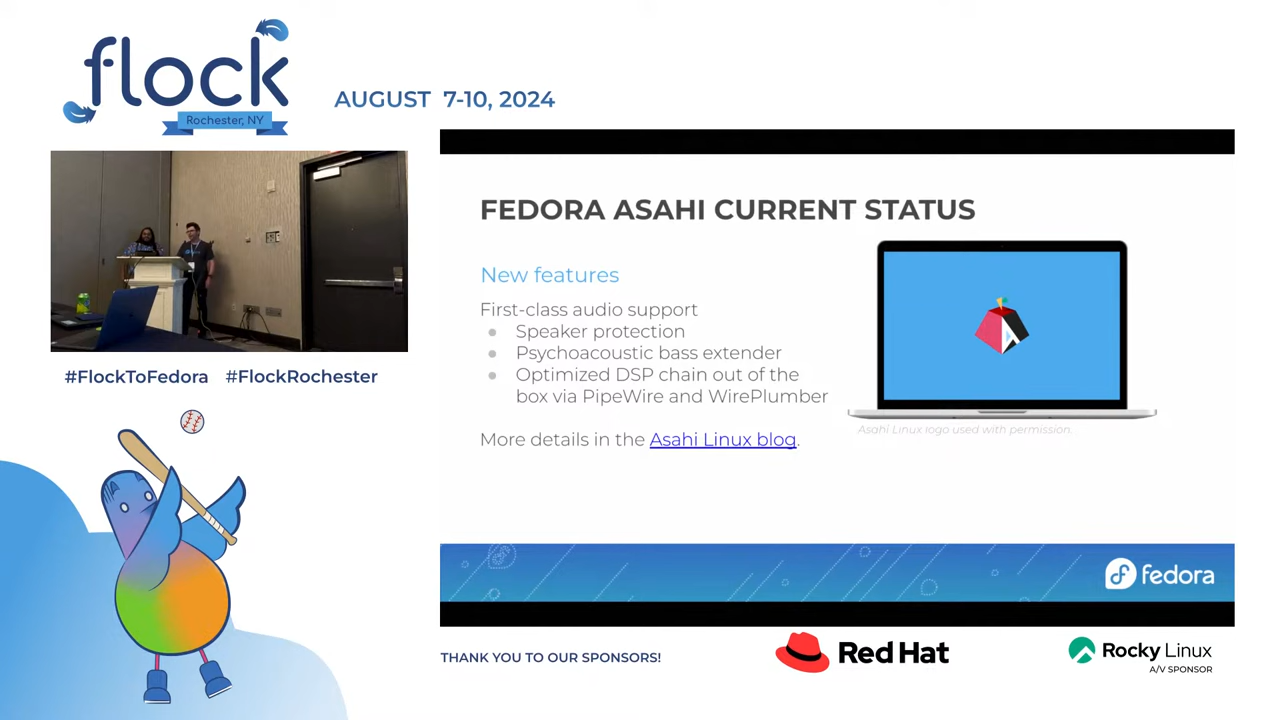 flock
Rochester, NY
AUGUST 7-10, 2024
#FlockToFedora #FlockRochester
FEDORA ASAHI CURRENT STATUS
New features
First-class audio support
● Speaker protection
● Psychoacoustic bass extender
● Optimized DSP chain out of the
box via PipeWire and WirePlumber
More details in the Asahi Linux blog.
Asahi Linux logo used with permission.
fedora
THANK YOU TO OUR SPONSORS!
Red Hat
Rocky Linux
A/V SPONSOR